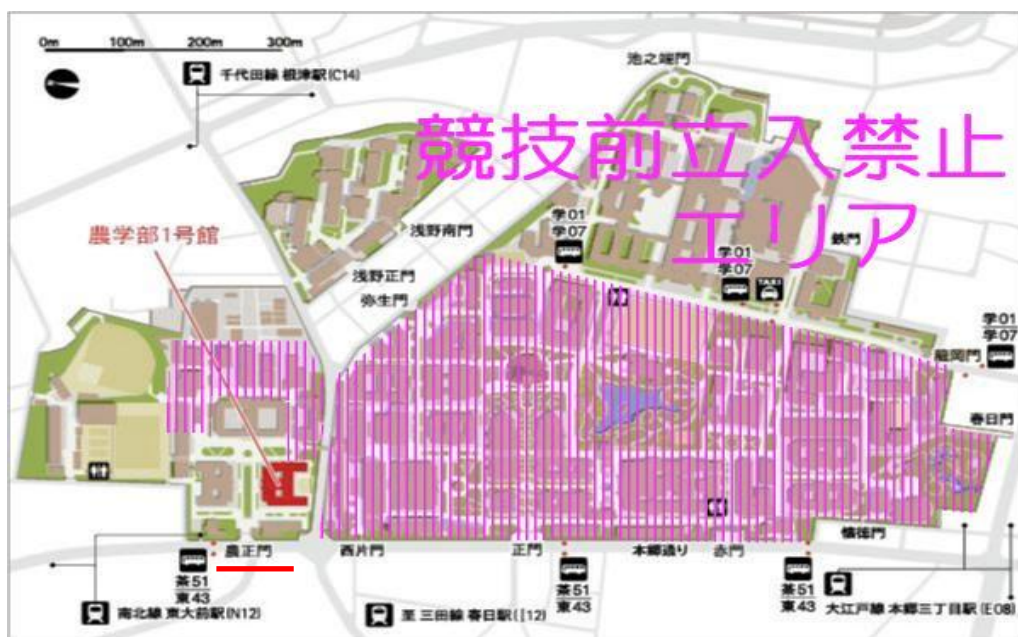 0m 100m 200m 300m
千代田線 根津駅(C14)
池之端門
競技前立入禁止
エリア
農学部1号館
学01
学07
浅野南門
鉄門
学01
学07
TAXI
浅野正門
弥生門
学01
学07
龍岡門
春日門
農正門
西片門
正門
本郷通り
赤門
懐徳門
茶51
東43
茶51
東43
茶51
東43
南北線 東大前駅(N12)
至 三田線 春日駅(I12)
大江戸線 本郷三丁目駅(E08)